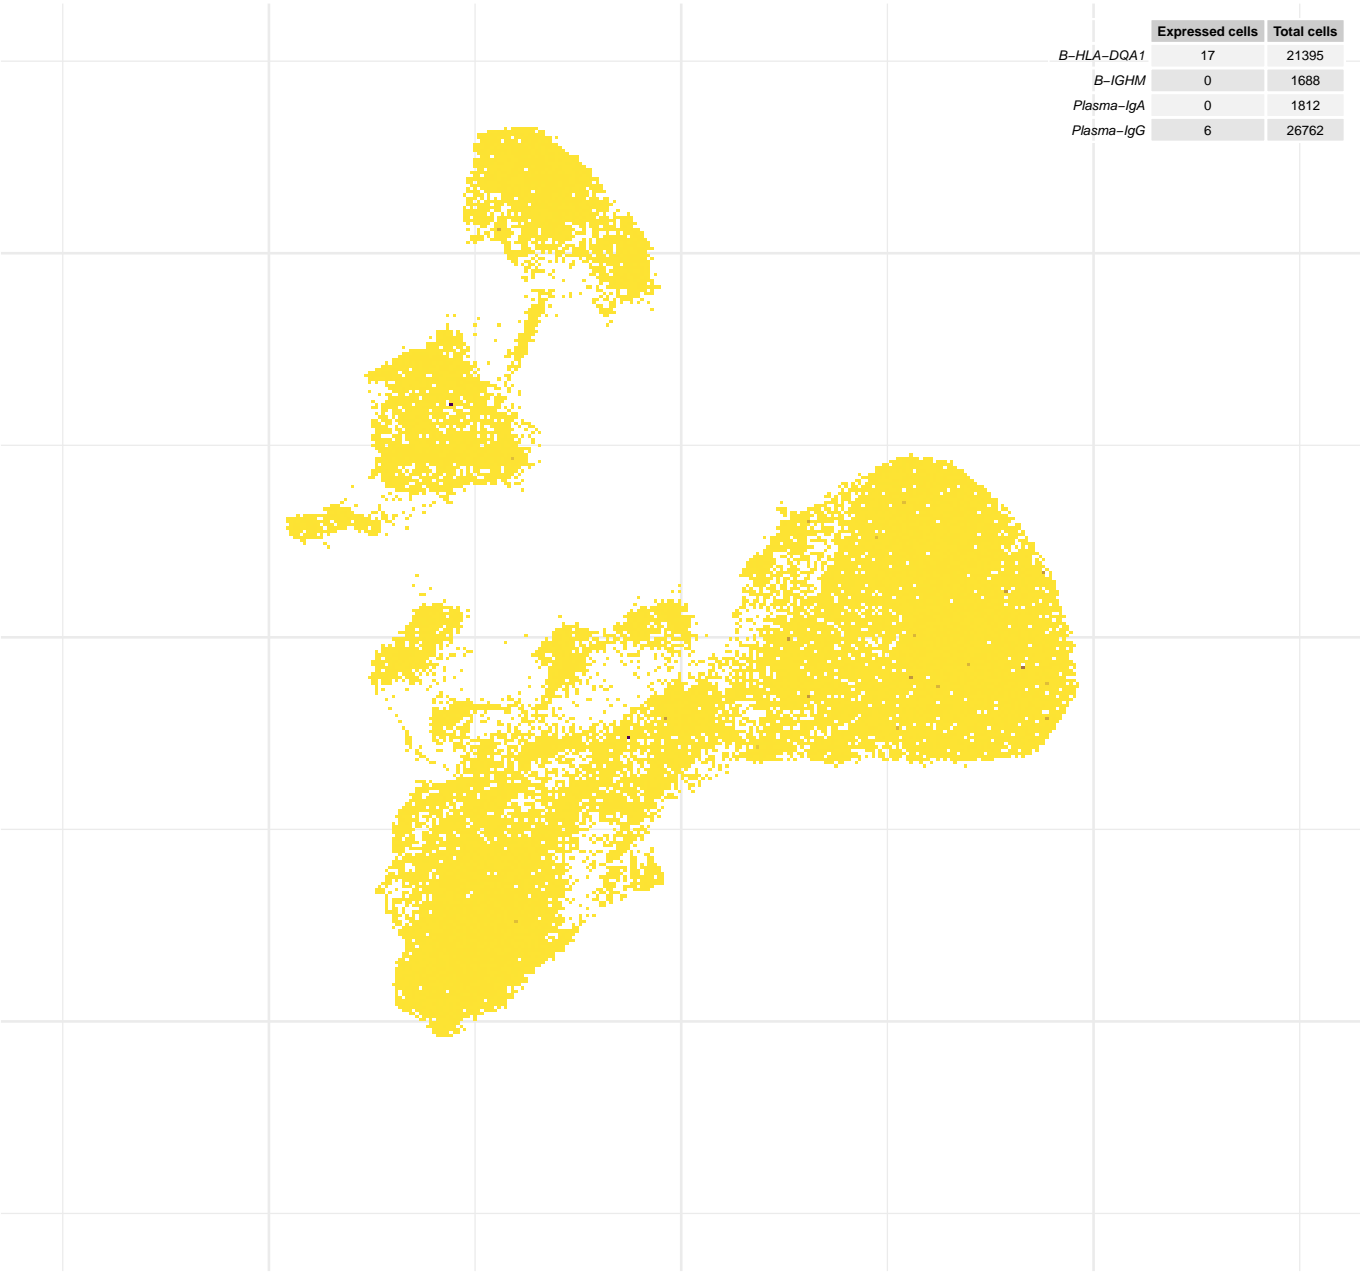 Expressed cells Total cells
B−HLA−DQA1 17 21395
B−IGHM 0 1688
Plasma−IgA 0 1812
Plasma−IgG 6 26762